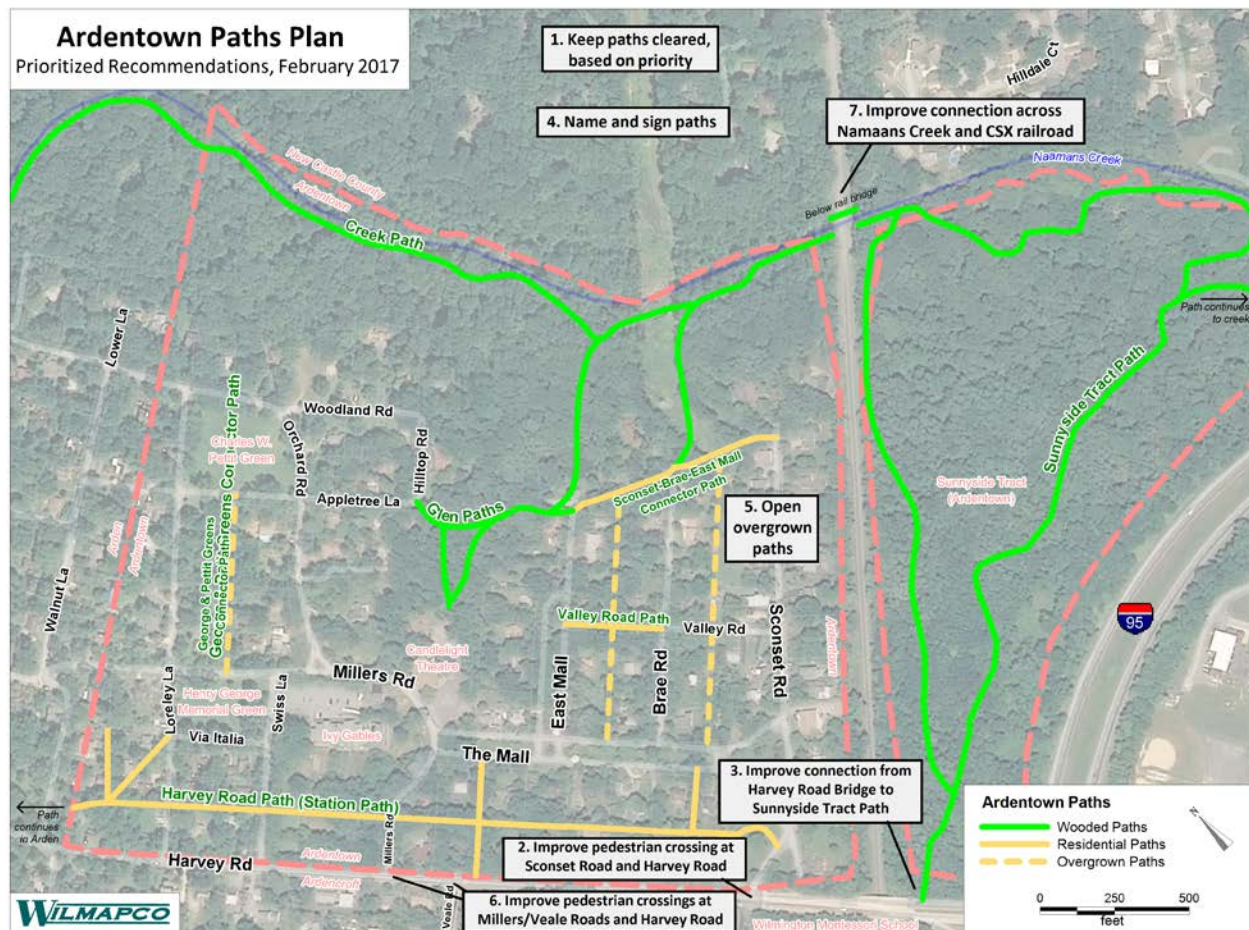 Ardentown Paths Plan
Prioritized Recommendations, February 2017
1. Keep paths cleared,
based on priority
Hilldale Ct
4. Name and sign paths
7. Improve connection across
Namaans Creek and CSX railroad
New Castle County
Ardentown
Naamans Creek
Below rail bridge
Creek Path
Path continues
to creek
Lower La
Woodland Rd
Charles W.
Pettit Green
Orchard Rd
Hilltop Rd
Appletree La
Glen Paths
Sconset-Brae-East Mall
Connector Path
5. Open
overgrown
paths
Sunnyside Tract Path
Sunnyside Tract
(Ardentown)
Arden
Ardentown
George & Pettit Greens
Connector Path
Walnut La
Valley Road Path
Valley Rd
Sconset Rd
Ardentown
95
Candlelight
Theatre
Millers Rd
East Mall
Brae Rd
Henry George
Memorial Green
Loreley La
Swiss La
Via Italia
Ivy Gables
The Mall
3. Improve connection from
Harvey Road Bridge to
Sunnyside Tract Path
Harvey Road Path (Station Path)
Path
continues
to Arden
Millers Rd
Harvey Rd
Ardentown
Ardencroft
2. Improve pedestrian crossing at
Sconset Road and Harvey Road
Veale Rd
6. Improve pedestrian crossings at
Millers/Veale Roads and Harvey Road
Wilmington Montessori School
WILMAPCO
Ardentown Paths
Wooded Paths
Residential Paths
Overgrown Paths
N
0 250 500
feet